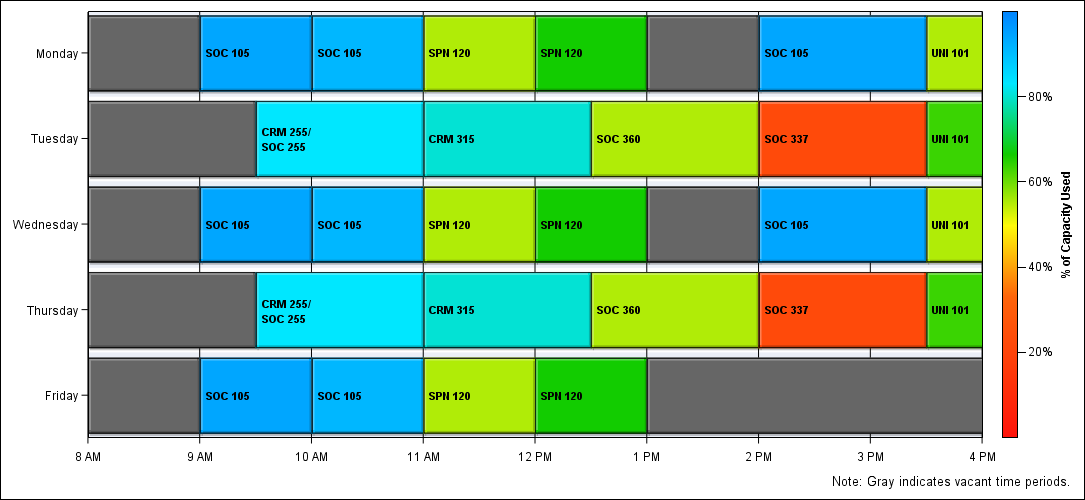 Monday
SOC 105
SOC 105
SPN 120
SPN 120
SOC 105
UNI 101
Tuesday
CRM 255/
SOC 255
CRM 315
SOC 360
SOC 337
UNI 101
Wednesday
SOC 105
SOC 105
SPN 120
SPN 120
SOC 105
UNI 101
Thursday
CRM 255/
SOC 255
CRM 315
SOC 360
SOC 337
UNI 101
Friday
SOC 105
SOC 105
SPN 120
SPN 120
8 AM
9 AM
10 AM
11 AM
12 PM
1 PM
2 PM
3 PM
4 PM
80%
60%
40%
20%
% of Capacity Used
Note: Gray indicates vacant time periods.